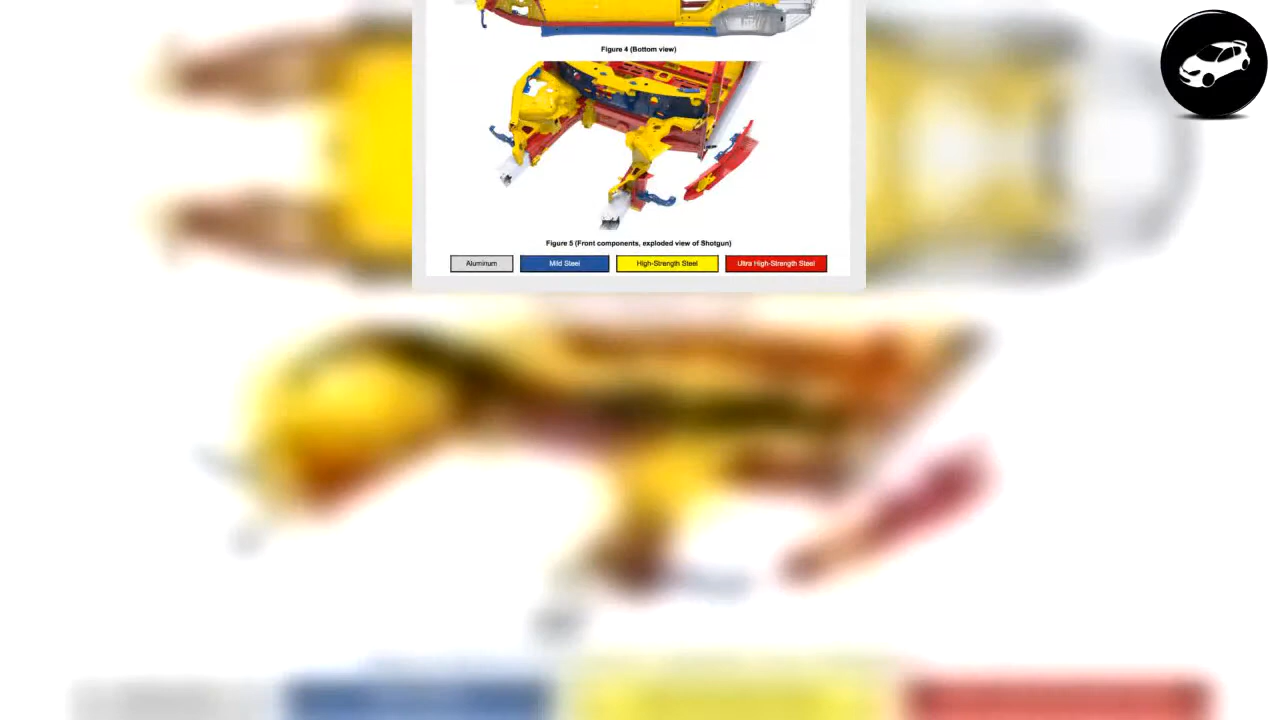 Figure 4 (Bottom view)
Figure 5 (Front components, exploded view of Shotgun)
Aluminum
Mild Steel
High-Strength Steel
Ultra High-Strength Steel